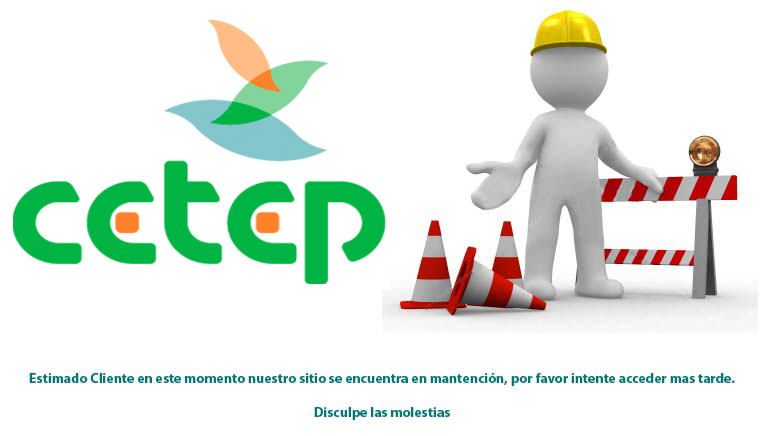 cetep
Estimado Cliente en este momento nuestro sitio se encuentra en mantención, por favor intente acceder mas tarde.
Disculpe las molestias